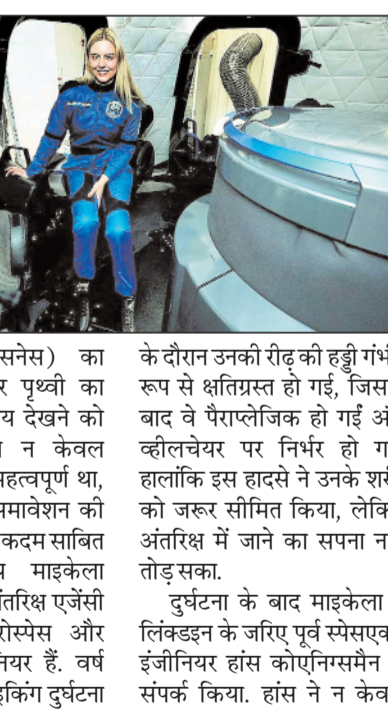 सनेस) का
पृथ्वी का
देखने को
न केवल
महत्वपूर्ण था,
समावेशन की
कदम साबित
माइकेला
अंतरिक्ष एजेंसी
रोस्पेस और
नियर हैं. वर्ष
इकिंग दुर्घटना
के दौरान उनकी रीढ़ की हड्डी गंभी
रूप से क्षतिग्रस्त हो गई, जिस
बाद वे पैराप्लेजिक हो गईं अ
व्हीलचेयर पर निर्भर हो ग
हालांकि इस हादसे ने उनके शरी
को जरूर सीमित किया, लेकि
अंतरिक्ष में जाने का सपना न
तोड़ सका.
दुर्घटना के बाद माइकेला
लिंक्डइन के जरिए पूर्व स्पेसएक
इंजीनियर हांस कोएनिग्समैन
संपर्क किया. हांस ने न केव